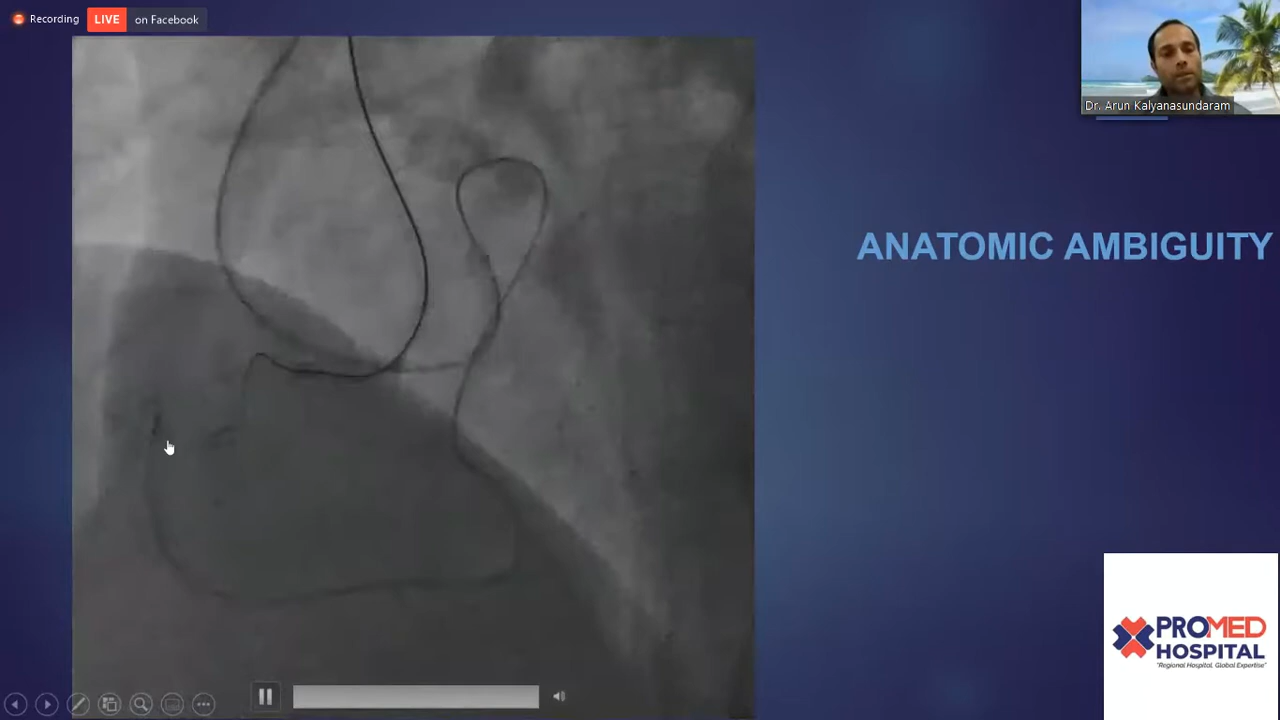 Recording
LIVE on Facebook
Dr. Arun Kalyanasundaram
ANATOMIC AMBIGUITY
PROMED
HOSPITAL
"Regional Hospital, Global Expertise"